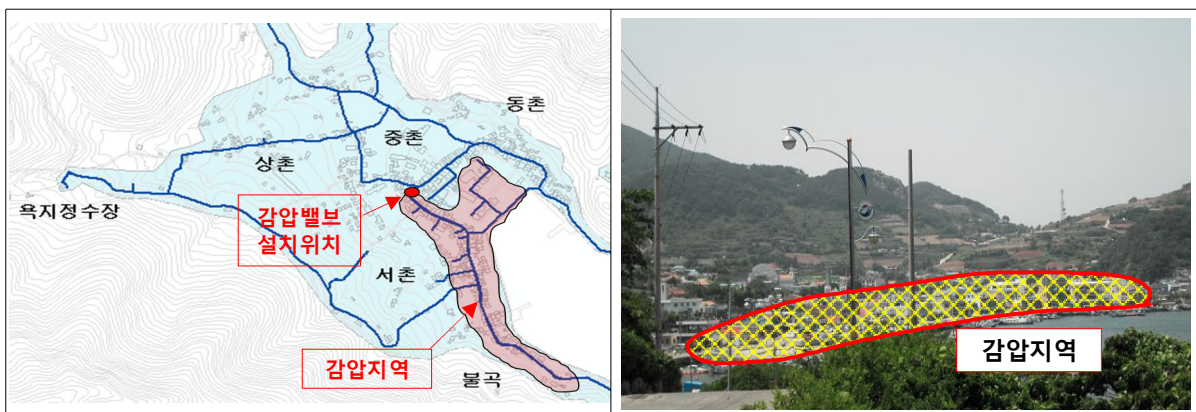 동촌
중촌
상촌
욕지정수장
감압밸브
설치위치
서촌
감압지역
불곡
감압지역